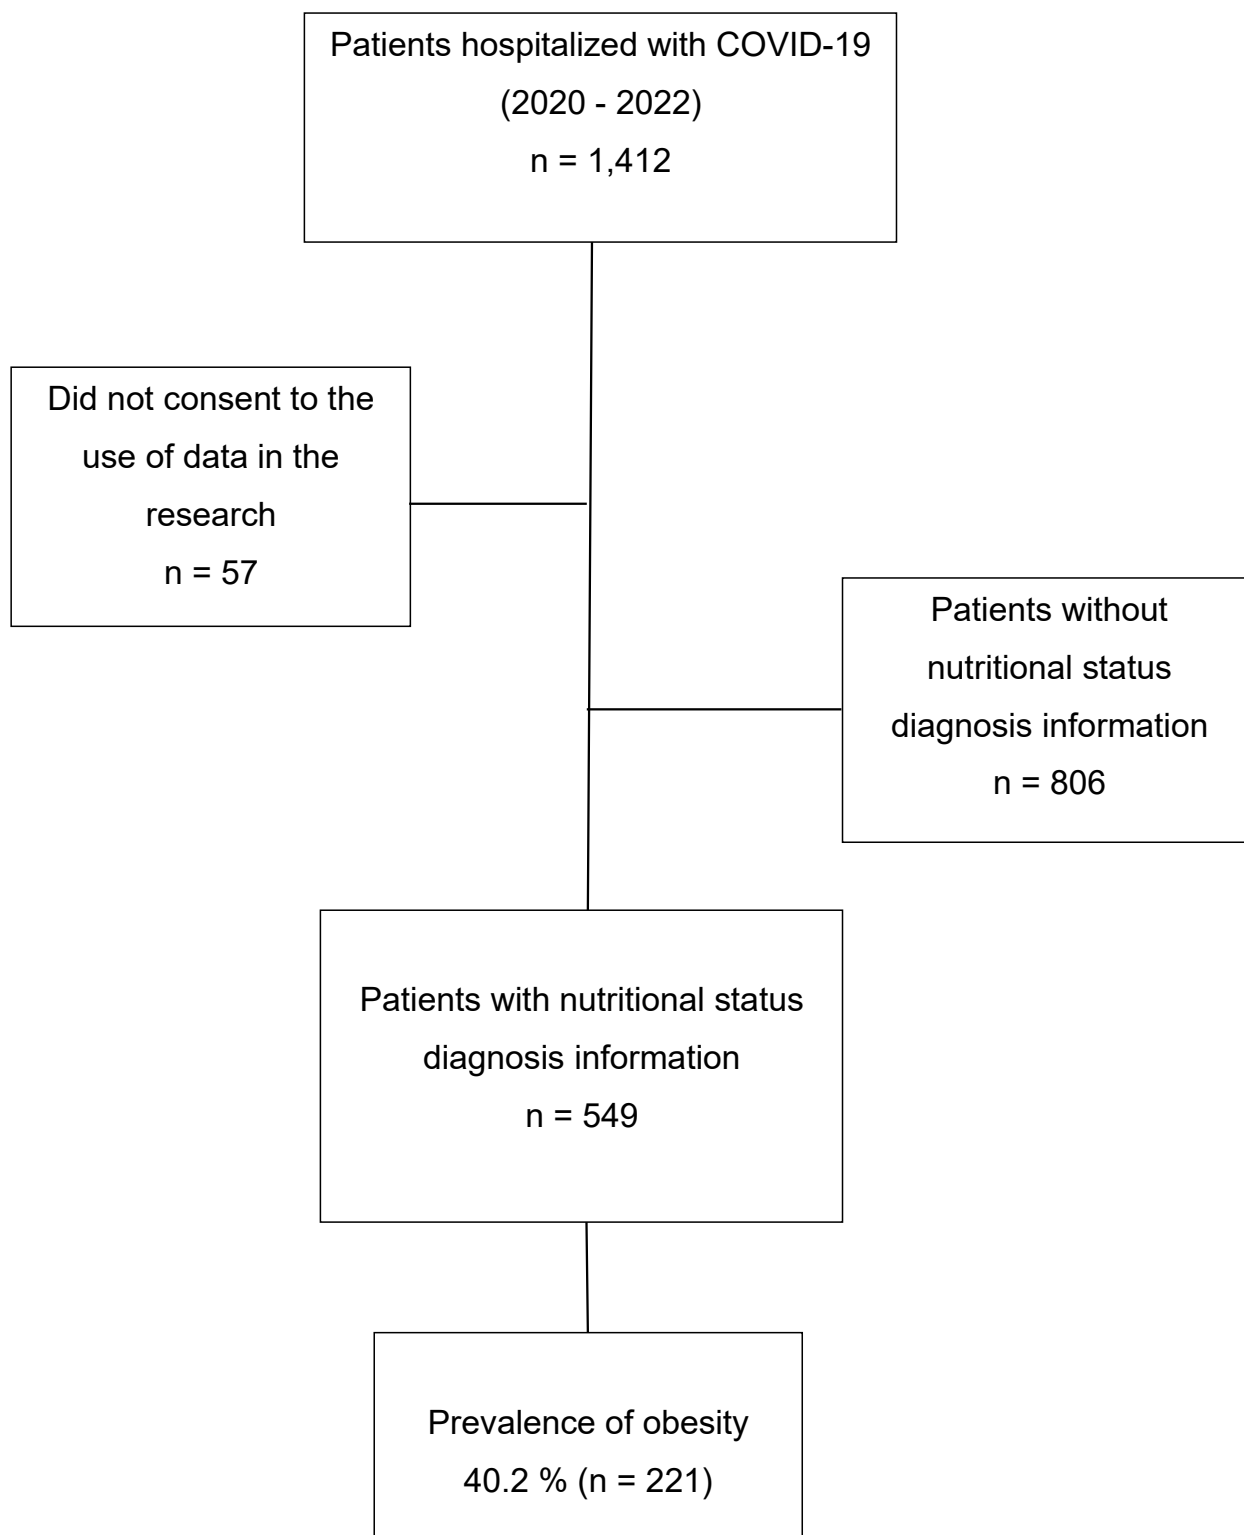 Patients hospitalized with COVID-19
(2020 - 2022)
n = 1,412
Did not consent to the
use of data in the
research
n = 57
Patients without
nutritional status
diagnosis information
n = 806
Patients with nutritional status
diagnosis information
n = 549
Prevalence of obesity
40.2 % (n = 221)